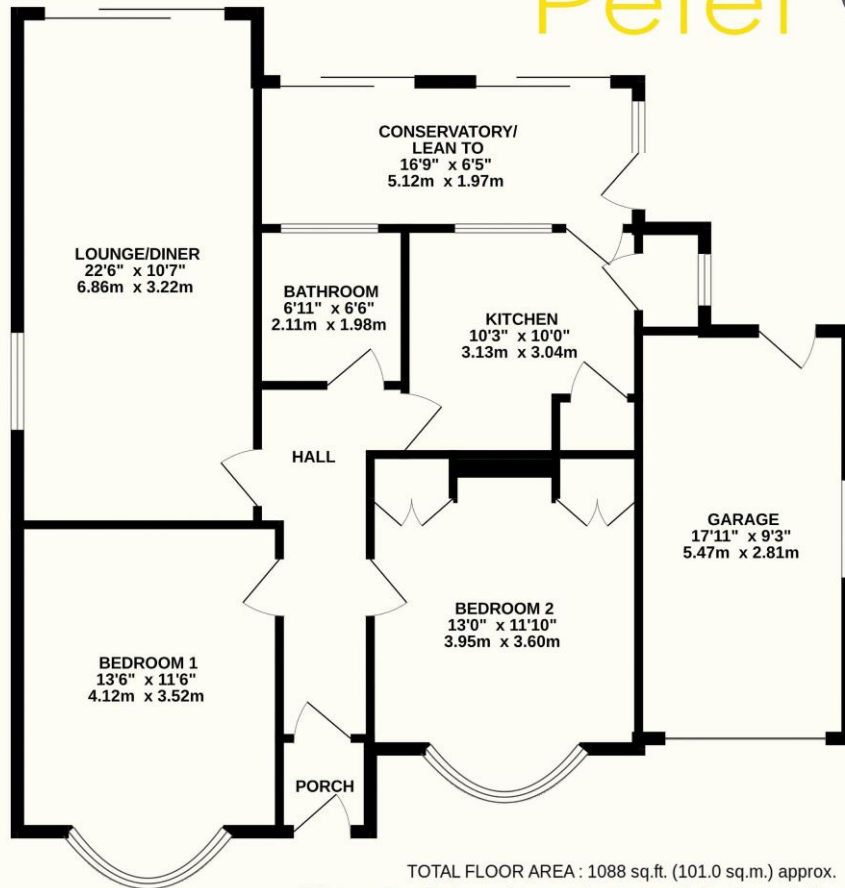 Peter
CONSERVATORY/
LEAN TO
16'9" x 6'5"
5.12m x 1.97m
LOUNGE/DINER
22'6" x 10'7"
6.86m x 3.22m
BATHROOM
6'11" x 6'6"
2.11m x 1.98m
KITCHEN
10'3" x 10'0"
3.13m x 3.04m
HALL
GARAGE
17'11" x 9'3"
5.47m x 2.81m
BEDROOM 2
13'0" x 11'10"
3.95m x 3.60m
BEDROOM 1
13'6" x 11'6"
4.12m x 3.52m
PORCH
TOTAL FLOOR AREA : 1088 sq.ft. (101.0 sq.m.) approx.